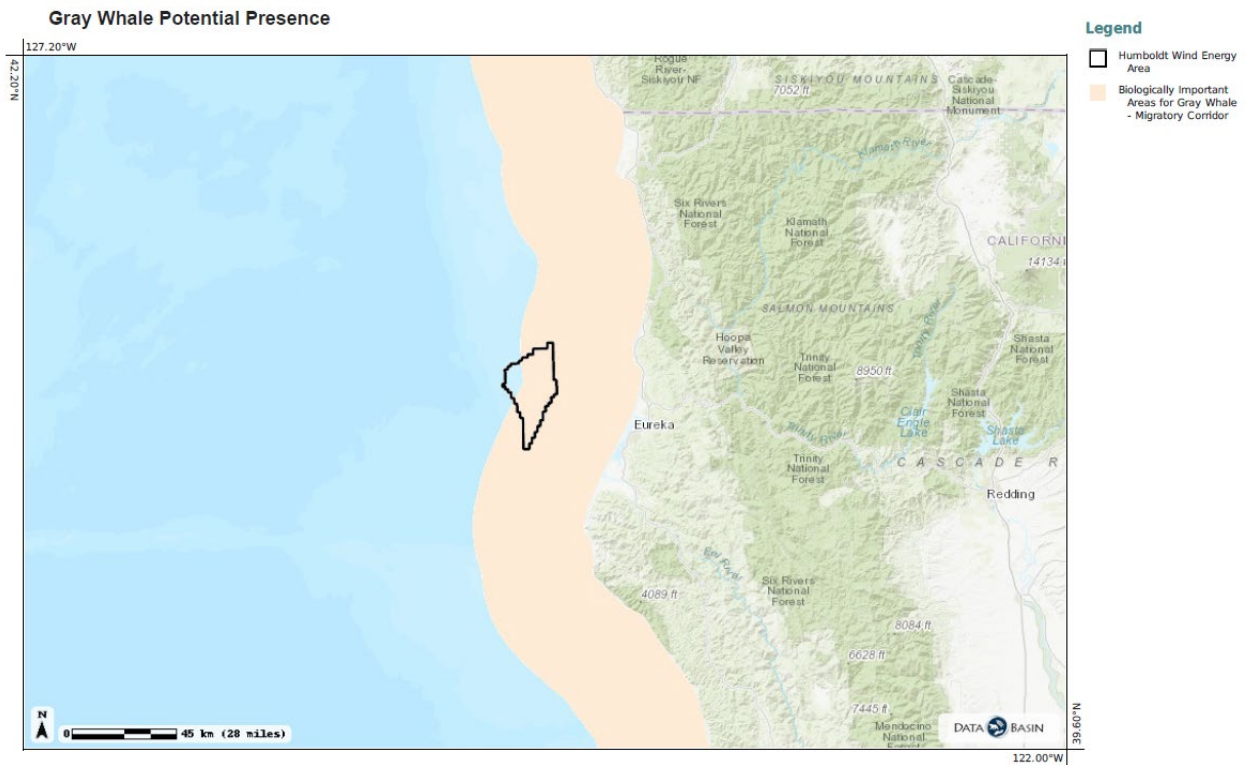 Gray Whale Potential Presence
Legend
Humboldt Wind Energy
Area
Biologically Important
Areas for Gray Whale
- Migratory Corridor
127.20°W
42.20°N
Rogue
River-
Siskiyou NF
SISKIYOU MOUNTAINS
7052 ft
Cascade-
Siskiyou
National
Monument
Klamath River
Six Rivers
National
Forest
Klamath
National
Forest
CALIFORNI
14134
SALMON MOUNTAINS
Hoopa
Valley
Reservation
Trinity
National
Forest
8950 ft
Shasta
National
Forest
Shasta
National
Forest
Clair
Engle
Lake
Shasta
Lake
Eureka
Trinity River
Trinity
National
Forest
CASCADE R
Redding
Eel River
Six Rivers
National
Forest
4089 ft
8084 ft
6628 ft
7445 ft
Mendocino
National
Forest
N
0 45 km (28 miles)
DATA BASIN
39.60°N
122.00°W